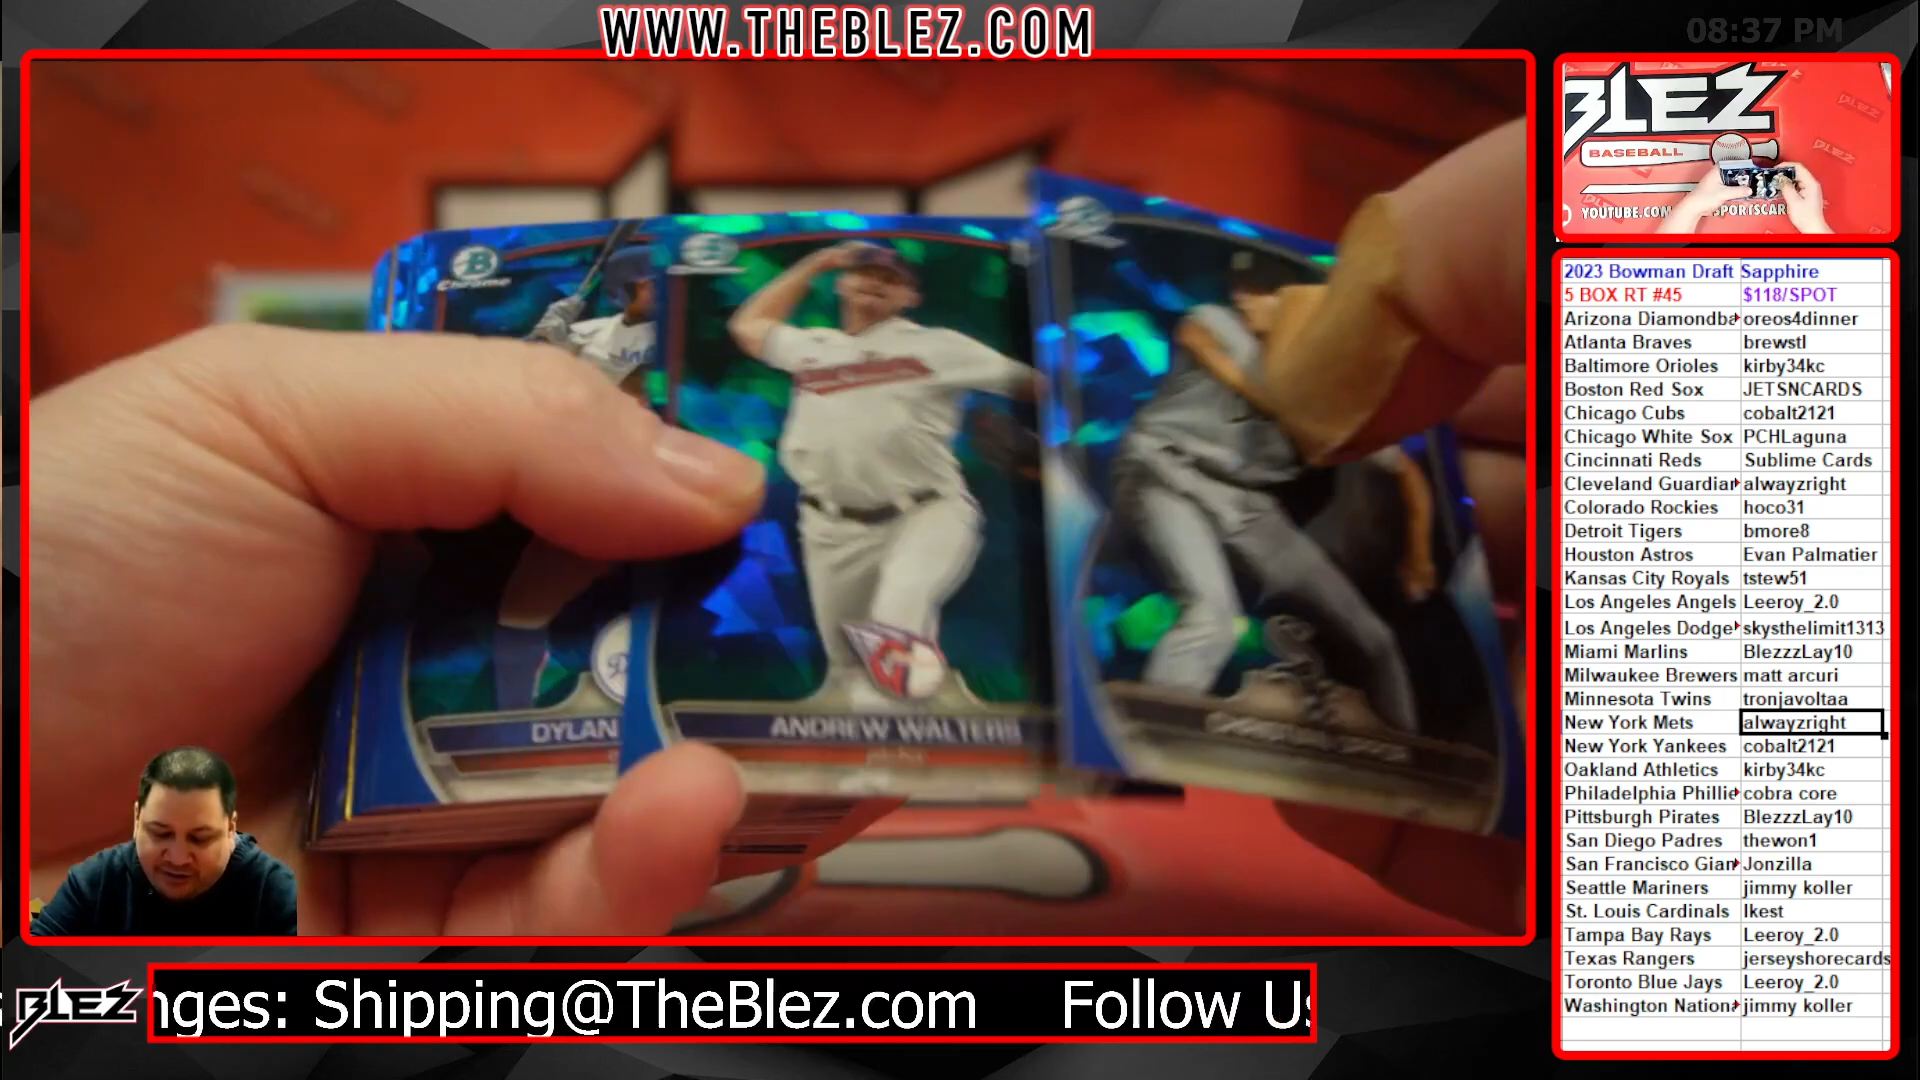 WWW.THEBLEZ.COM
08:37 PM
BLEZ
BASEBALL
YOUTUBE.COM
BLEZ
Chrome
DYLAN
ANDREW WALTERS
2023 Bowman Draft Sapphire
5 BOX RT #45 $118/SPOT
Arizona Diamondba oreos4dinner
Atlanta Braves brewstl
Baltimore Orioles kirby34kc
Boston Red Sox JETSNCARDS
Chicago Cubs cobalt2121
Chicago White Sox PCHLaguna
Cincinnati Reds Sublime Cards
Cleveland Guardian alwayzright
Colorado Rockies hoco31
Detroit Tigers bmore8
Houston Astros Evan Palmatier
Kansas City Royals tstew51
Los Angeles Angels Leeroy_2.0
Los Angeles Dodge skysthelimit1313
Miami Marlins BlezzzLay10
Milwaukee Brewers matt arcuri
Minnesota Twins tronjavoltaa
New York Mets alwayzright
New York Yankees cobalt2121
Oakland Athletics kirby34kc
Philadelphia Phillie cobra core
Pittsburgh Pirates BlezzzLay10
San Diego Padres thewon1
San Francisco Gian Jonzilla
Seattle Mariners jimmy koller
St. Louis Cardinals lkest
Tampa Bay Rays Leeroy_2.0
Texas Rangers jerseyshorecards
Toronto Blue Jays Leeroy_2.0
Washington Nationa jimmy koller
BLEZ
nges: Shipping@TheBlez.com Follow Us